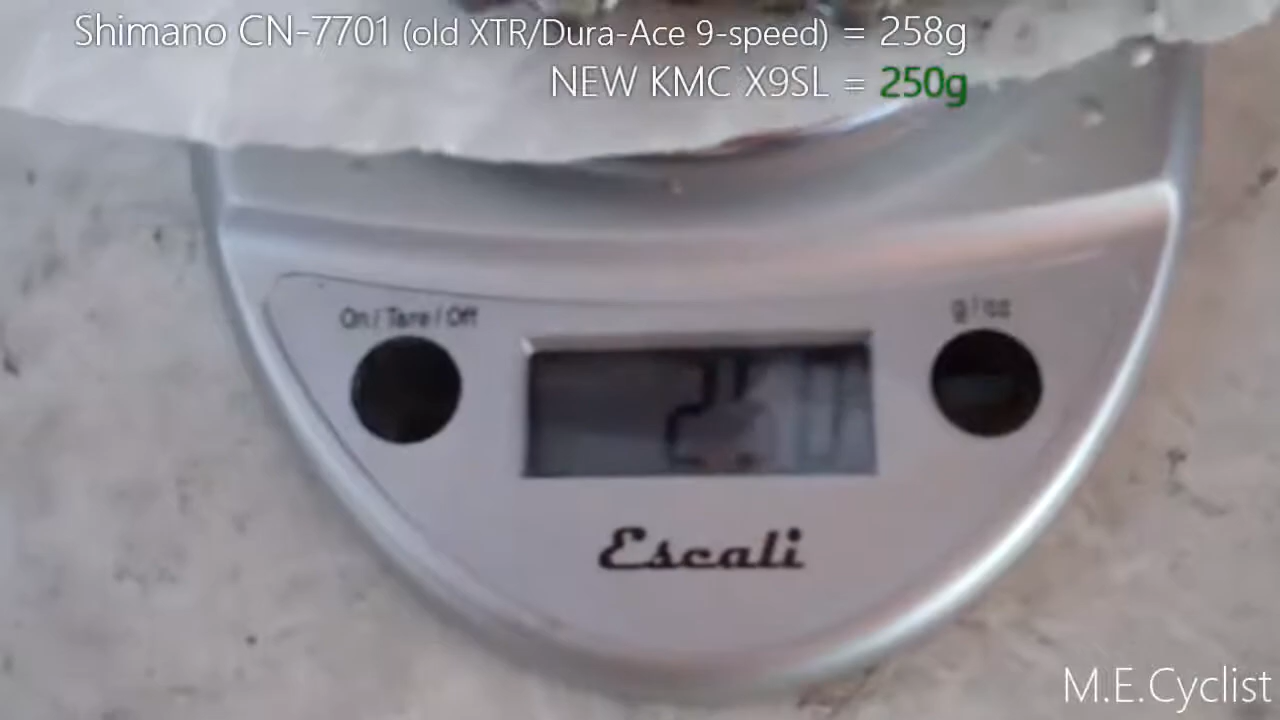 Shimano CN-7701 (old XTR/Dura-Ace 9-speed) = 258g
NEW KMC X9SL = 250g
On / Tare / Off
g / oz
Escali
M.E.Cyclist